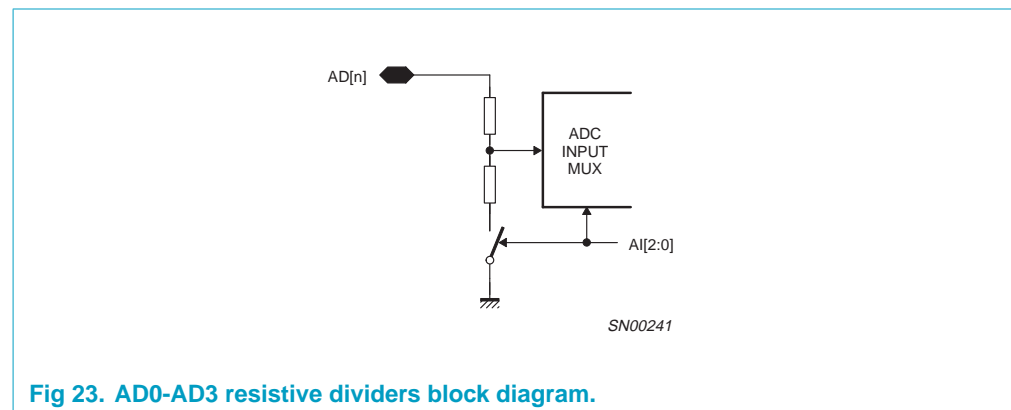 AD[n]
ADC
INPUT
MUX
AI[2:0]
SN00241
Fig 23. AD0-AD3 resistive dividers block diagram.